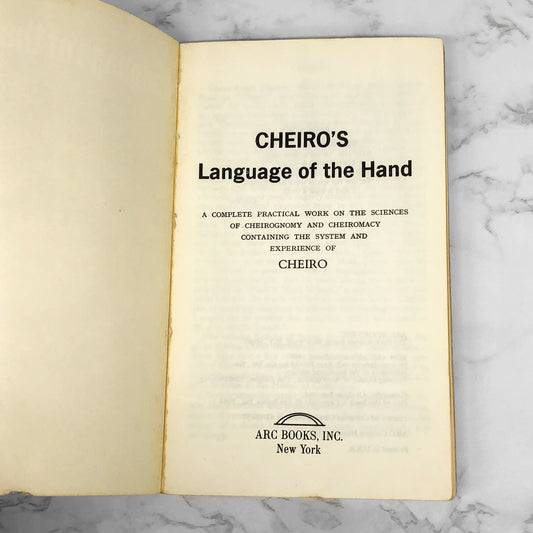 CHEIRO'S
Language of the Hand
A COMPLETE PRACTICAL WORK ON THE SCIENCES
OF CHEIROGNOMY AND CHEIROMACY
CONTAINING THE SYSTEM AND
EXPERIENCE OF
CHEIRO
ARC BOOKS, INC.
New York